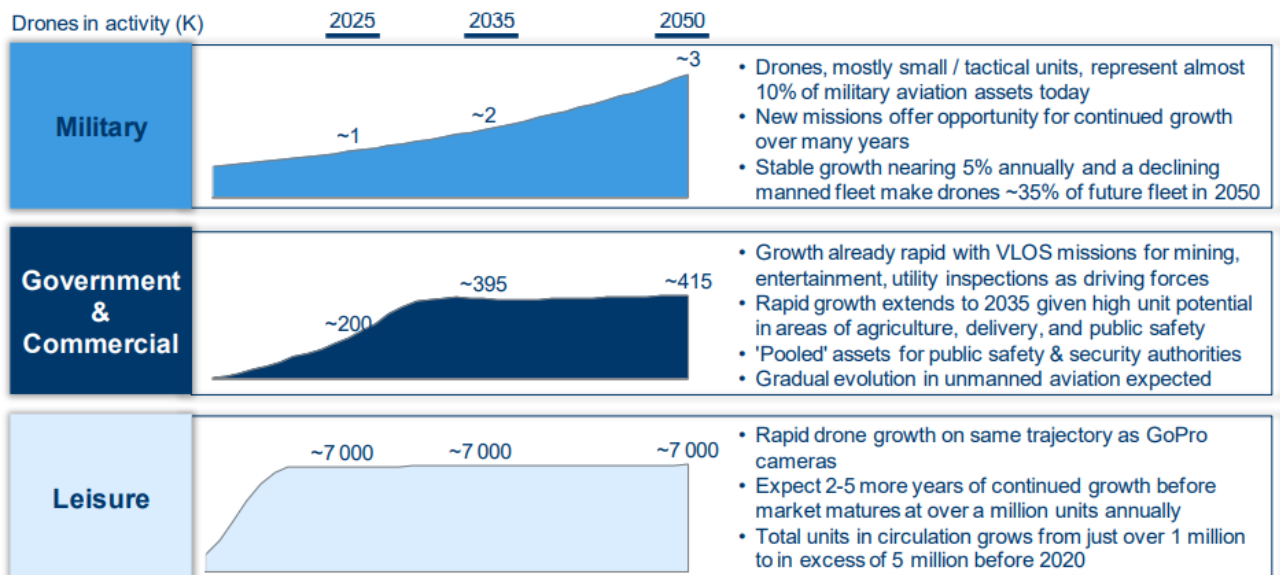 Drones in activity (K) 2025 2035 2050
Military
~1 ~2 ~3
• Drones, mostly small / tactical units, represent almost
10% of military aviation assets today
• New missions offer opportunity for continued growth
over many years
• Stable growth nearing 5% annually and a declining
manned fleet make drones ~35% of future fleet in 2050
Government
&
Commercial
~200 ~395 ~415
• Growth already rapid with VLOS missions for mining,
entertainment, utility inspections as driving forces
• Rapid growth extends to 2035 given high unit potential
in areas of agriculture, delivery, and public safety
• 'Pooled' assets for public safety & security authorities
• Gradual evolution in unmanned aviation expected
Leisure
~7 000 ~7 000 ~7 000
• Rapid drone growth on same trajectory as GoPro
cameras
• Expect 2-5 more years of continued growth before
market matures at over a million units annually
• Total units in circulation grows from just over 1 million
to in excess of 5 million before 2020